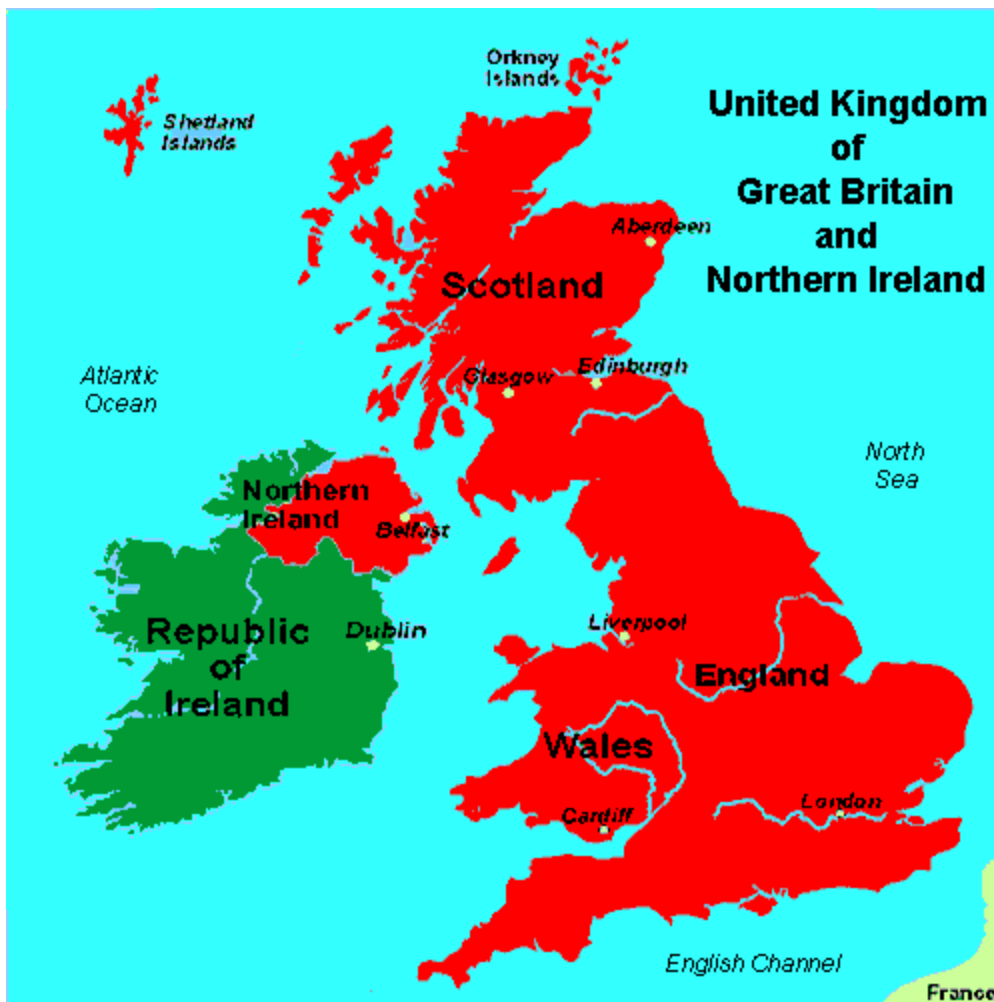 Orkney
Islands
United Kingdom
of
Great Britain
and
Northern Ireland
Shetland
Islands
Aberdeen
Scotland
Atlantic
Ocean
Glasgow
Edinburgh
North
Sea
Northern
Ireland
Belfast
Republic
of
Ireland
Dublin
Liverpool
England
Wales
Cardiff
London
English Channel
France